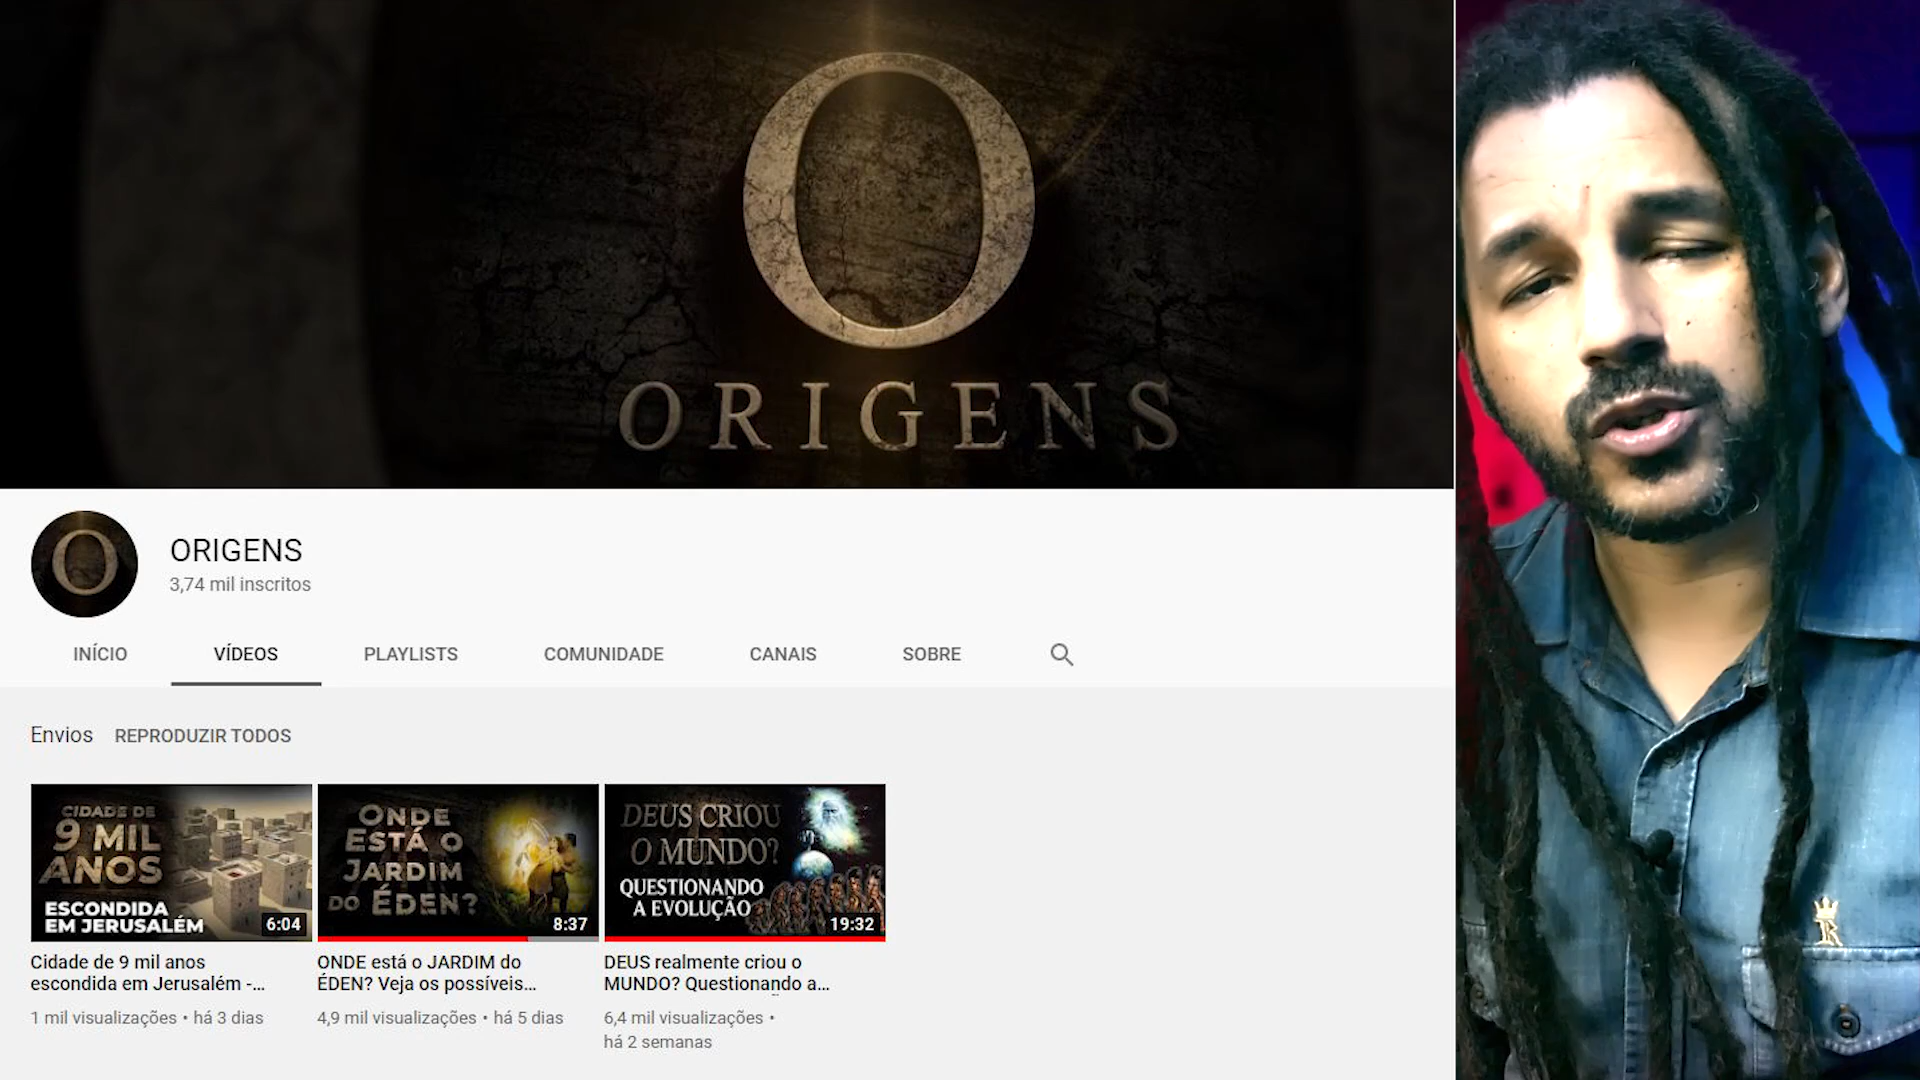 O
ORIGENS
O
ORIGENS
3,74 mil inscritos
INÍCIO VÍDEOS PLAYLISTS COMUNIDADE CANAIS SOBRE
Envios REPRODUZIR TODOS
CIDADE DE
9 MIL
ANOS
ESCONDIDA
EM JERUSALÉM
6:04
ONDE
ESTÁ O
JARDIM
DO ÉDEN?
8:37
DEUS CRIOU
O MUNDO?
QUESTIONANDO
A EVOLUÇÃO
19:32
Cidade de 9 mil anos
escondida em Jerusalém -...
1 mil visualizações • há 3 dias
ONDE está o JARDIM do
ÉDEN? Veja os possíveis...
4,9 mil visualizações • há 5 dias
DEUS realmente criou o
MUNDO? Questionando a...
6,4 mil visualizações •
há 2 semanas
R